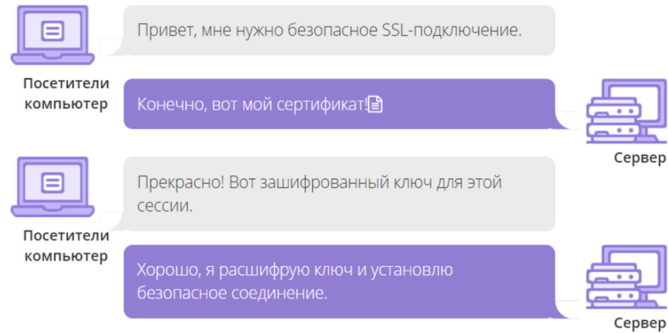 Привет, мне нужно безопасное SSL-подключение.
Посетители
компьютер
Конечно, вот мой сертификат!
Сервер
Прекрасно! Вот зашифрованный ключ для этой
сессии.
Посетители
компьютер
Хорошо, я расшифрую ключ и установлю
безопасное соединение.
Сервер